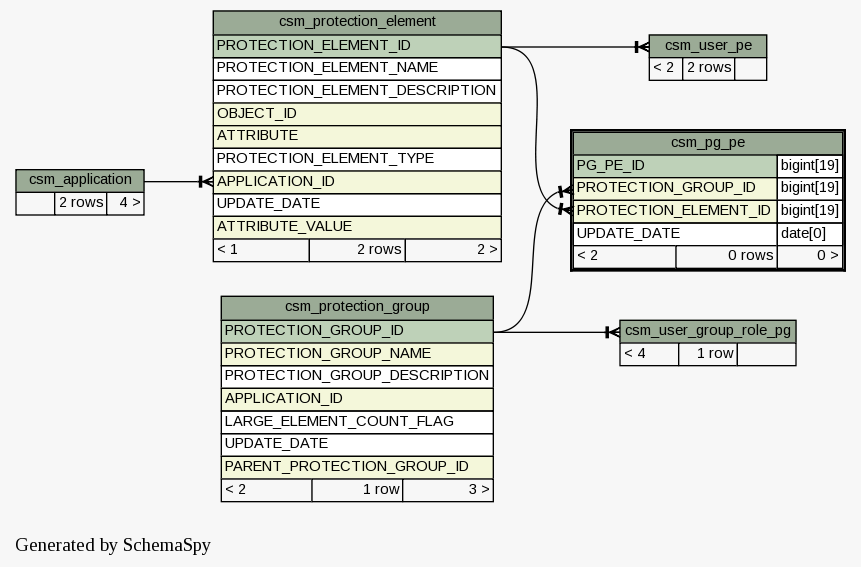 csm_protection_element
PROTECTION_ELEMENT_ID
PROTECTION_ELEMENT_NAME
PROTECTION_ELEMENT_DESCRIPTION
OBJECT_ID
ATTRIBUTE
PROTECTION_ELEMENT_TYPE
APPLICATION_ID
UPDATE_DATE
ATTRIBUTE_VALUE
< 1 2 rows 2 >
csm_user_pe
< 2 2 rows
csm_pg_pe
PG_PE_ID bigint[19]
PROTECTION_GROUP_ID bigint[19]
PROTECTION_ELEMENT_ID bigint[19]
UPDATE_DATE date[0]
< 2 0 rows 0 >
csm_application
2 rows 4 >
csm_protection_group
PROTECTION_GROUP_ID
PROTECTION_GROUP_NAME
PROTECTION_GROUP_DESCRIPTION
APPLICATION_ID
LARGE_ELEMENT_COUNT_FLAG
UPDATE_DATE
PARENT_PROTECTION_GROUP_ID
< 2 1 row 3 >
csm_user_group_role_pg
< 4 1 row
Generated by SchemaSpy